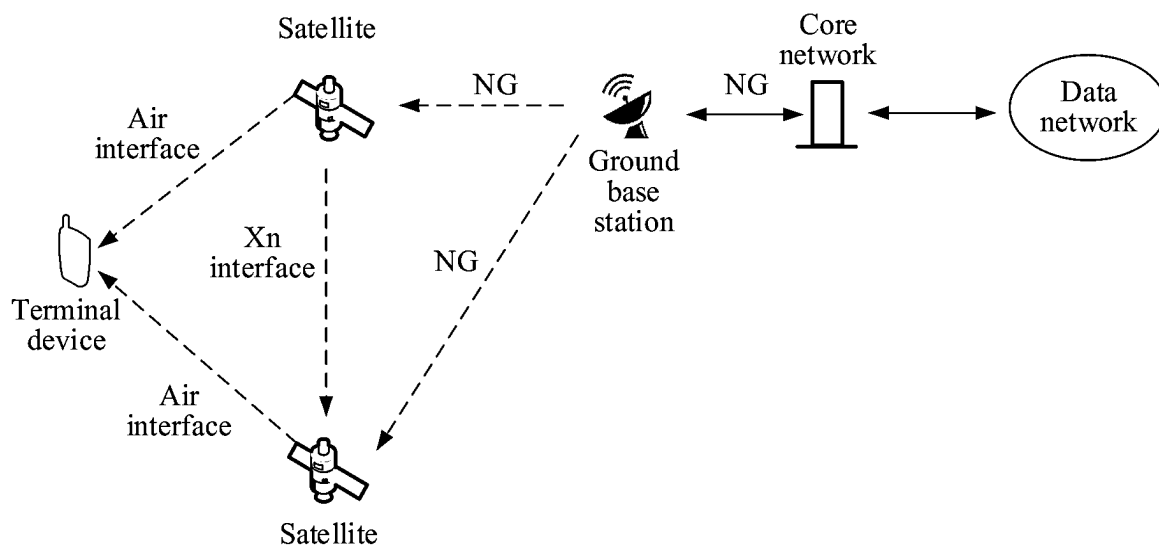 Satellite
Air
interface
NG
NG
Core
network
Data
network
Ground
base
station
Xn
interface
NG
Terminal
device
Air
interface
Satellite